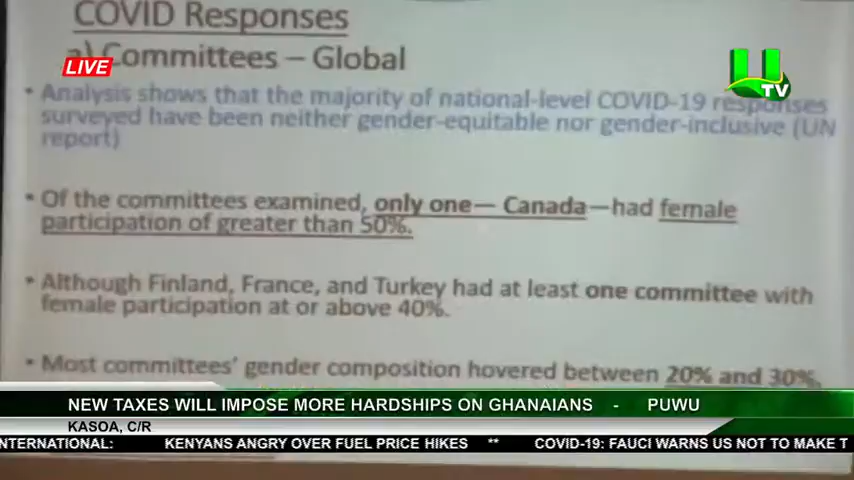 COVID Responses
a) Committees – Global
LIVE
U
TV
• Analysis shows that the majority of national-level COVID-19 responses
surveyed have been neither gender-equitable nor gender-inclusive (UN
report)
• Of the committees examined, only one— Canada—had female
participation of greater than 50%.
• Although Finland, France, and Turkey had at least one committee with
female participation at or above 40%.
• Most committees' gender composition hovered between 20% and 30%.
NEW TAXES WILL IMPOSE MORE HARDSHIPS ON GHANAIANS - PUWU
KASOA, C/R
NTERNATIONAL: KENYANS ANGRY OVER FUEL PRICE HIKES ** COVID-19: FAUCI WARNS US NOT TO MAKE T